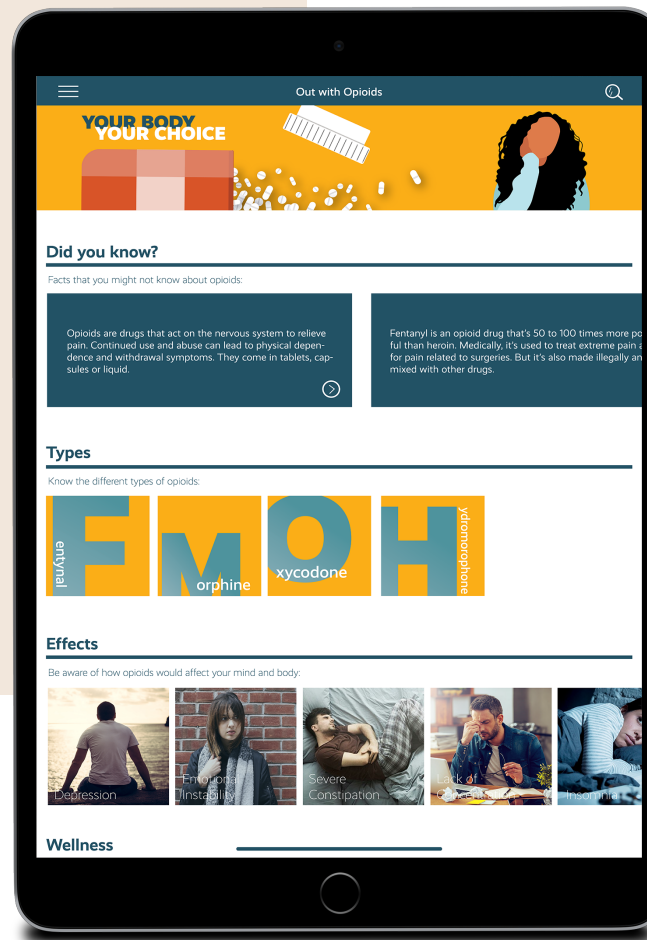 Out with Opioids
YOUR BODY
YOUR CHOICE
Did you know?
Facts that you might not know about opioids:
Opioids are drugs that act on the nervous system to relieve
pain. Continued use and abuse can lead to physical depen-
dence and withdrawal symptoms. They come in tablets, cap-
sules or liquid.
Fentanyl is an opioid drug that's 50 to 100 times more po
ful than heroin. Medically, it's used to treat extreme pain a
for pain related to surgeries. But it's also made illegally an
mixed with other drugs.
Types
Know the different types of opioids:
Fentynal
Morphine
Oxycodone
Hydromorophone
Effects
Be aware of how opioids would affect your mind and body:
Depression
Emotional
Instability
Severe
Constipation
Lack of
Concentration
Insomnia
Wellness